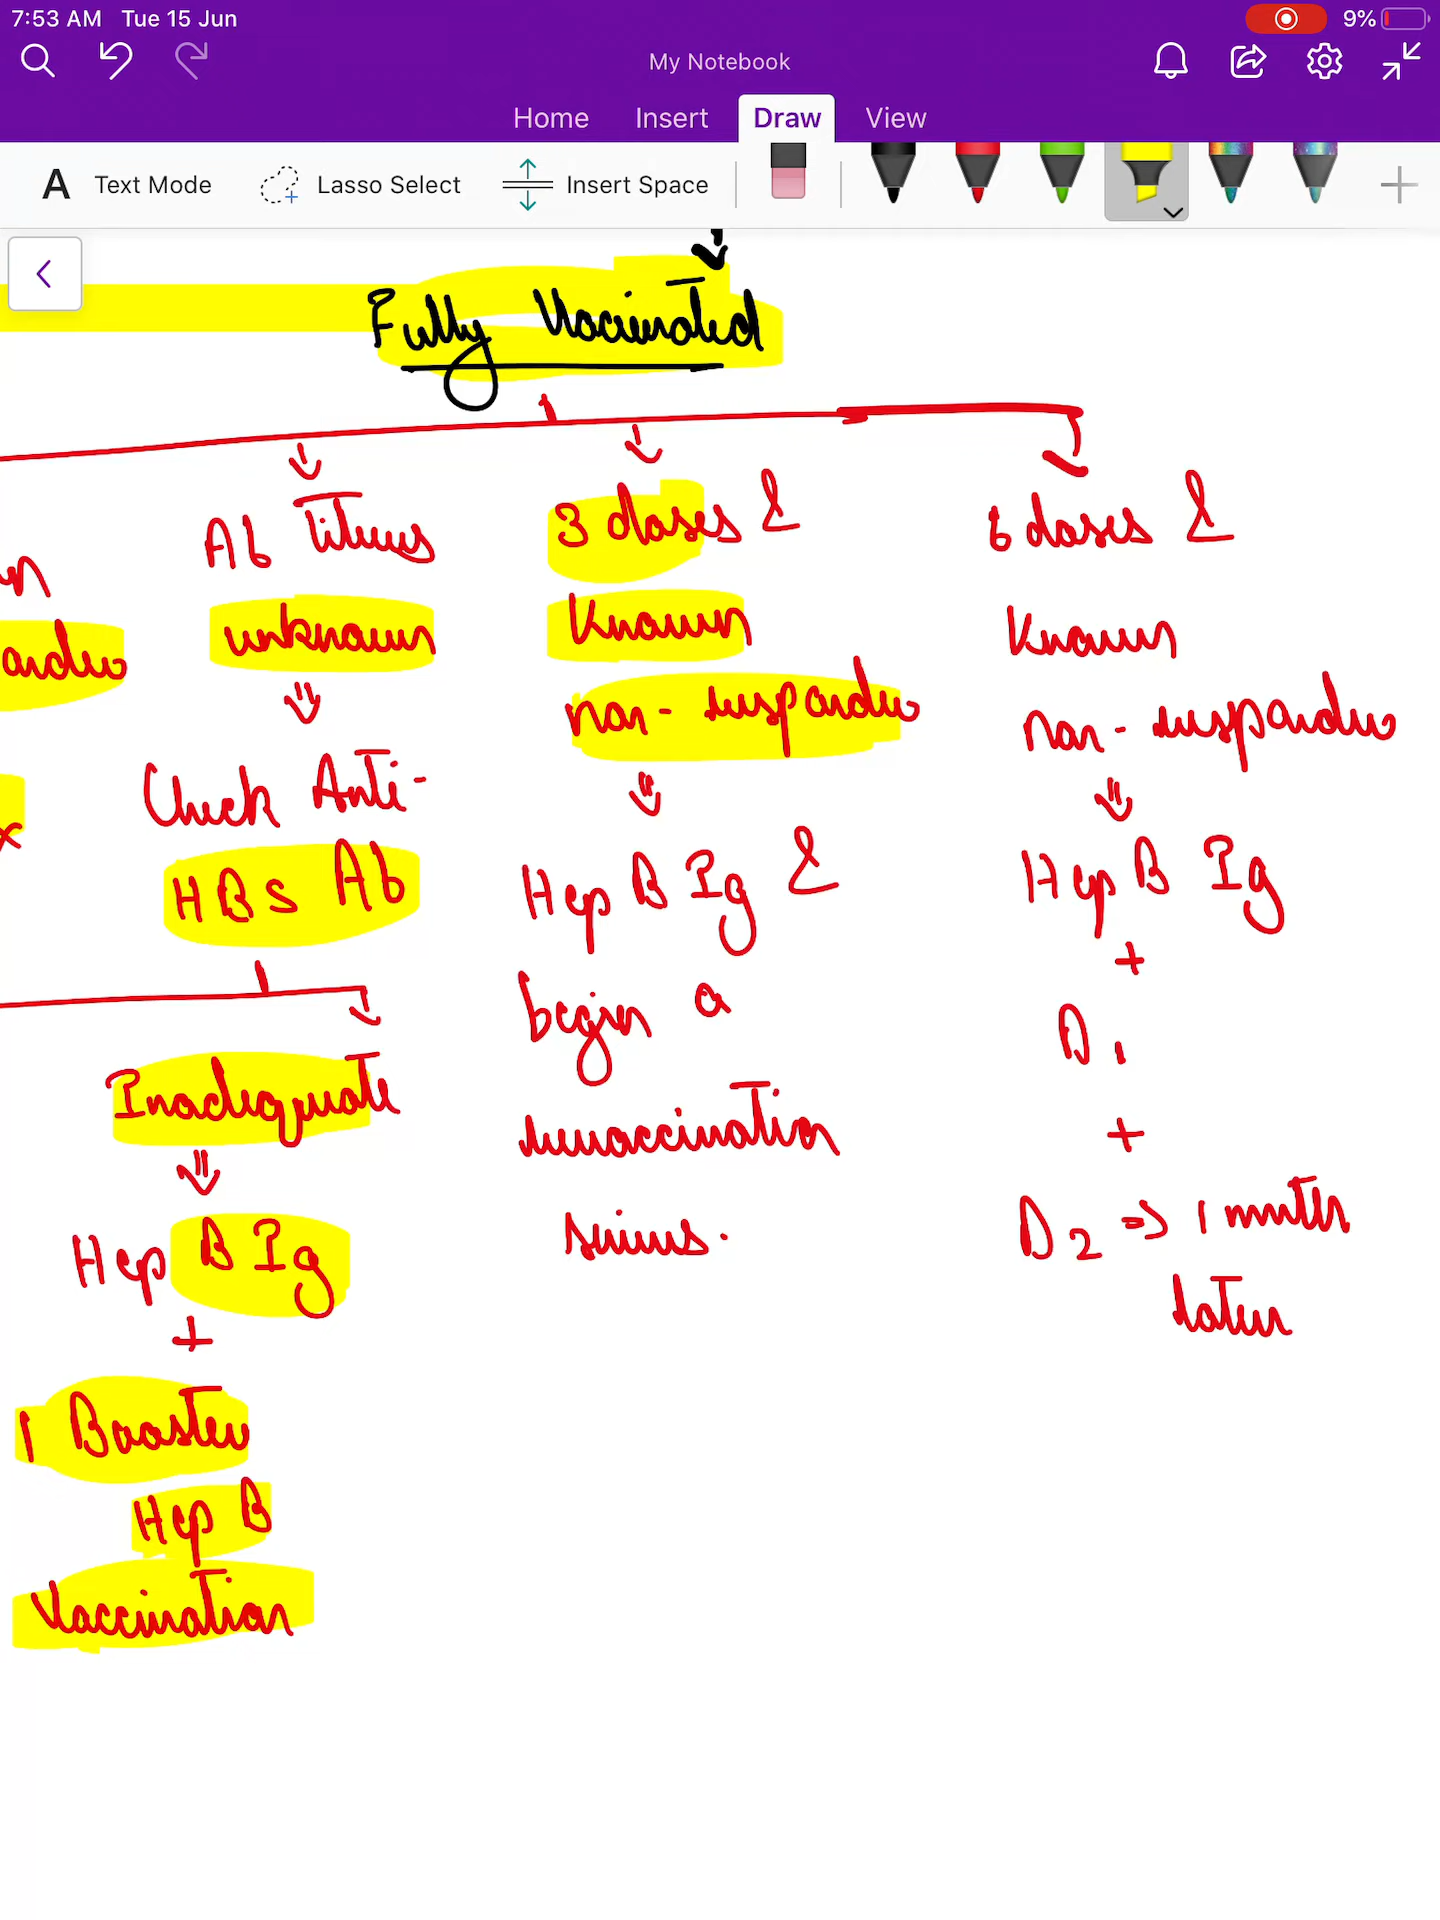 7:53 AM Tue 15 Jun
9%
My Notebook
Home Insert Draw View
A Text Mode Lasso Select Insert Space
Fully Vaccinated
Ab titers
unknown
Check Anti-
HBs Ab
Inadequate
Hep B Ig
+
1 Booster
Hep B
Vaccination
3 doses &
Known
non-responder
Hep B Ig &
begin a
revaccination
series.
6 doses &
Known
non-responder
Hep B Ig
+
D1
+
D2 => 1 mnth
later